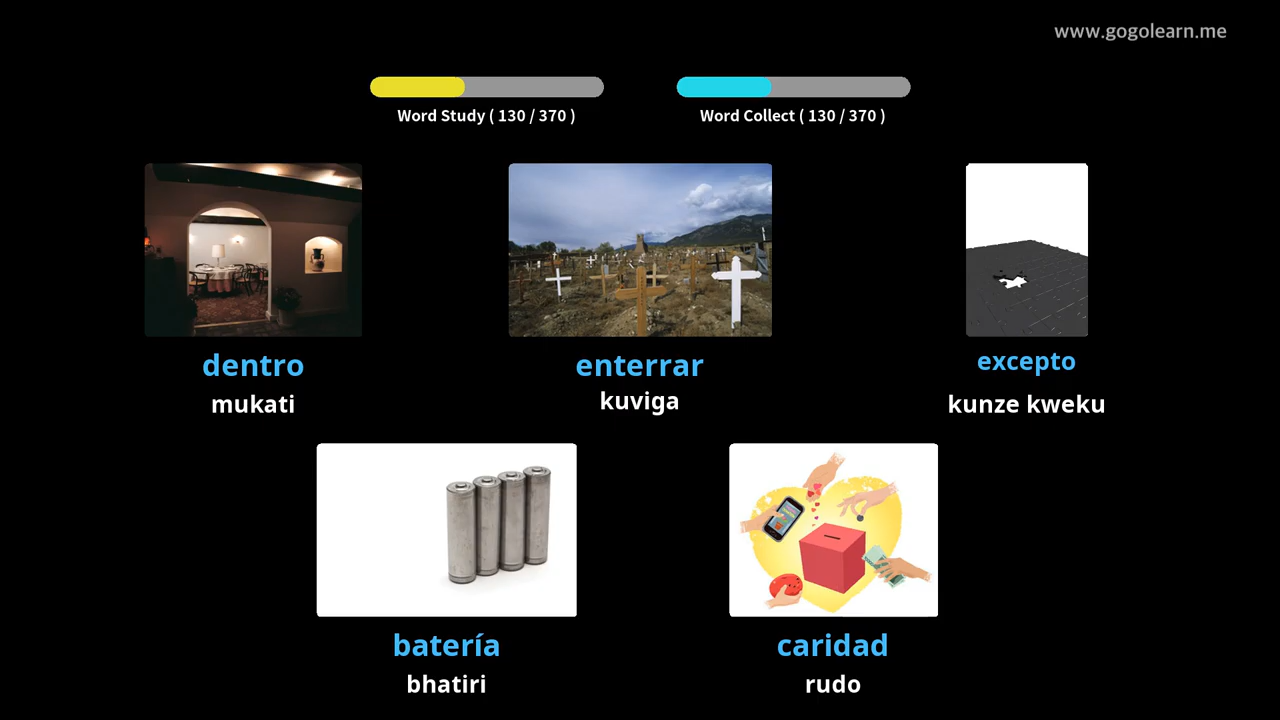 www.gogolearn.me
Word Study ( 130 / 370 )
Word Collect ( 130 / 370 )
dentro
mukati
enterrar
kuviga
excepto
kunze kweku
batería
bhatiri
caridad
rudo